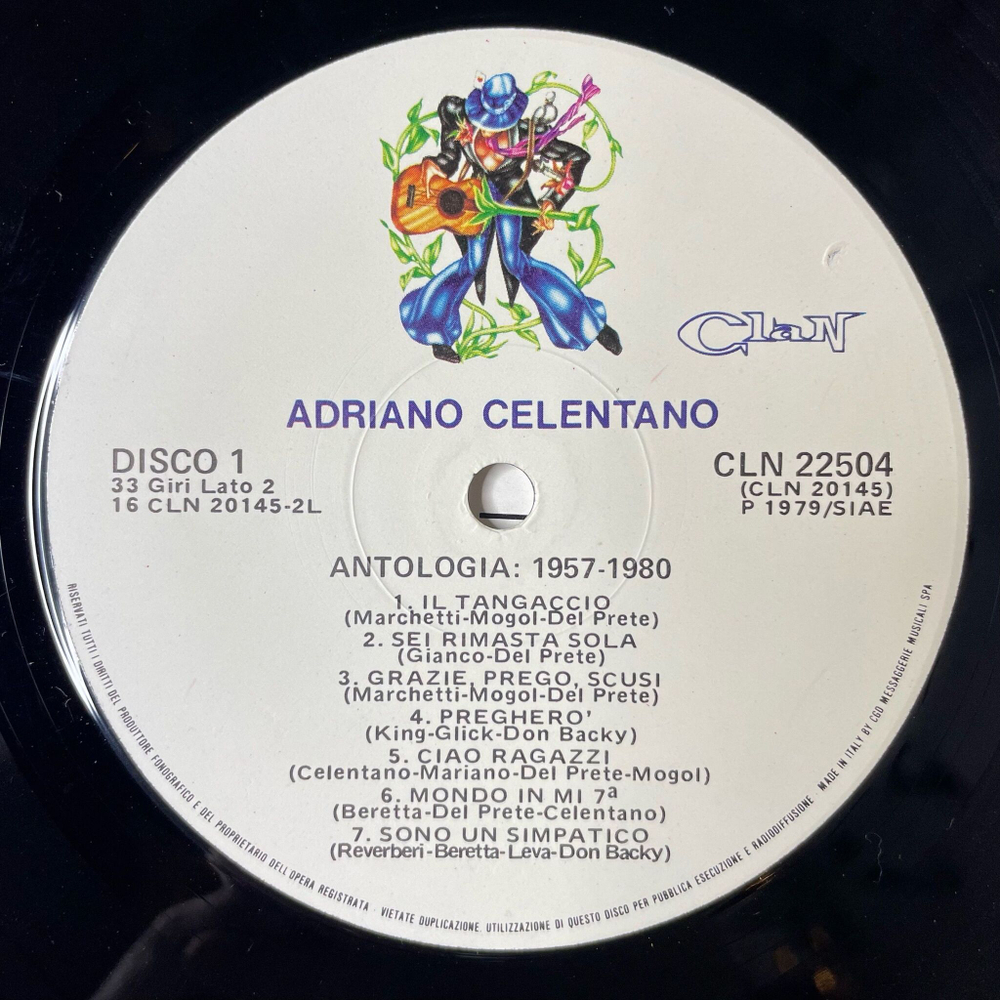 Clan
ADRIANO CELENTANO
DISCO 1
33 Giri Lato 2
16 CLN 20145-2L
CLN 22504
(CLN 20145)
P 1979/SIAE
ANTOLOGIA: 1957-1980
1. IL TANGACCIO
(Marchetti-Mogol-Del Prete)
2. SEI RIMASTA SOLA
(Gianco-Del Prete)
3. GRAZIE, PREGO, SCUSI
(Marchetti-Mogol-Del Prete)
4. PREGHERO'
(King-Glick-Don Backy)
5. CIAO RAGAZZI
(Celentano-Mariano-Del Prete-Mogol)
6. MONDO IN MI 7ª
(Beretta-Del Prete-Celentano)
7. SONO UN SIMPATICO
(Reverberi-Beretta-Leva-Don Backy)
RISERVATI TUTTI I DIRITTI DEL PRODUTTORE FONOGRAFICO E DEL PROPRIETARIO DELL'OPERA REGISTRATA · VIETATE DUPLICAZIONE, UTILIZZAZIONE DI QUESTO DISCO PER PUBBLICA ESECUZIONE E RADIODIFFUSIONE · MADE IN ITALY BY CGD MESSAGGERIE MUSICALI SPA